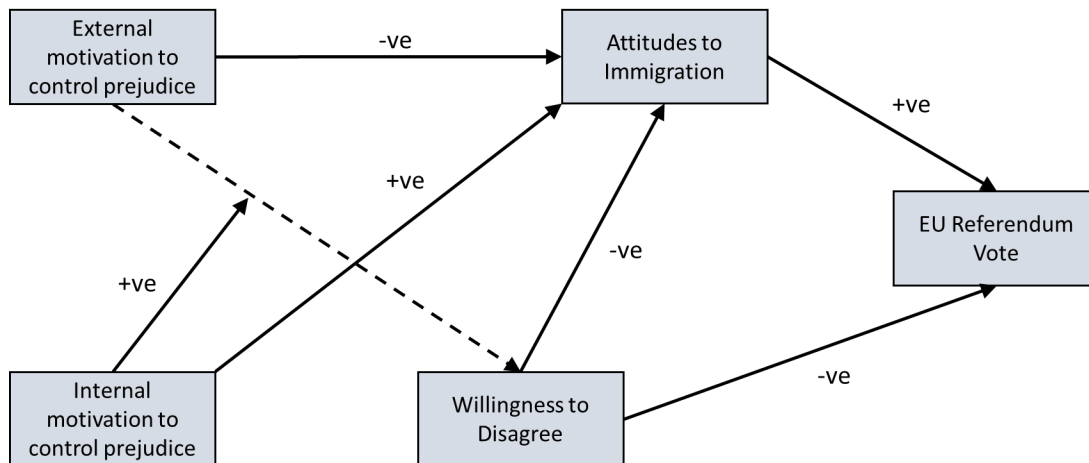 External
motivation to
control prejudice
-ve
Attitudes to
Immigration
+ve
+ve
EU Referendum
Vote
-ve
+ve
Internal
motivation to
control prejudice
Willingness to
Disagree
-ve